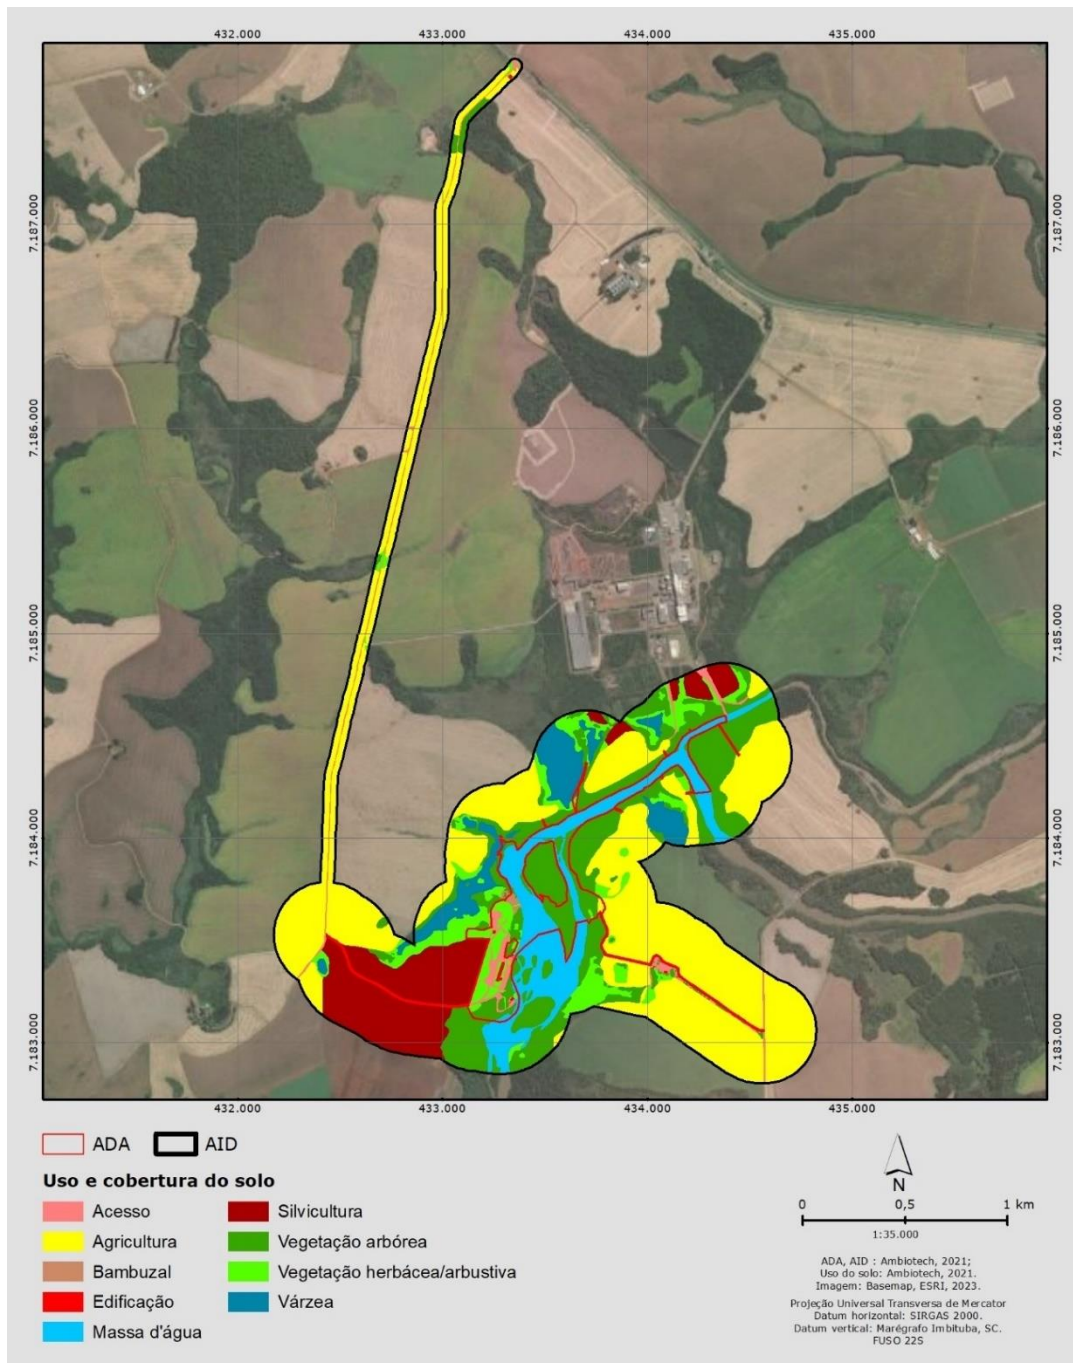 432.000 433.000 434.000 435.000
7.187.000 7.187.000
7.186.000 7.186.000
7.185.000 7.185.000
7.184.000 7.184.000
7.183.000 7.183.000
432.000 433.000 434.000 435.000
ADA AID
Uso e cobertura do solo
Acesso
Agricultura
Bambuzal
Edificação
Massa d'água
Silvicultura
Vegetação arbórea
Vegetação herbácea/arbustiva
Várzea
N
0 0,5 1 km
1:35.000
ADA, AID : Ambiotech, 2021;
Uso do solo: Ambiotech, 2021.
Imagem: Basemap, ESRI, 2023.
Projeção Universal Transversa de Mercator
Datum horizontal: SIRGAS 2000.
Datum vertical: Marégrafo Imbituba, SC.
FUSO 22S